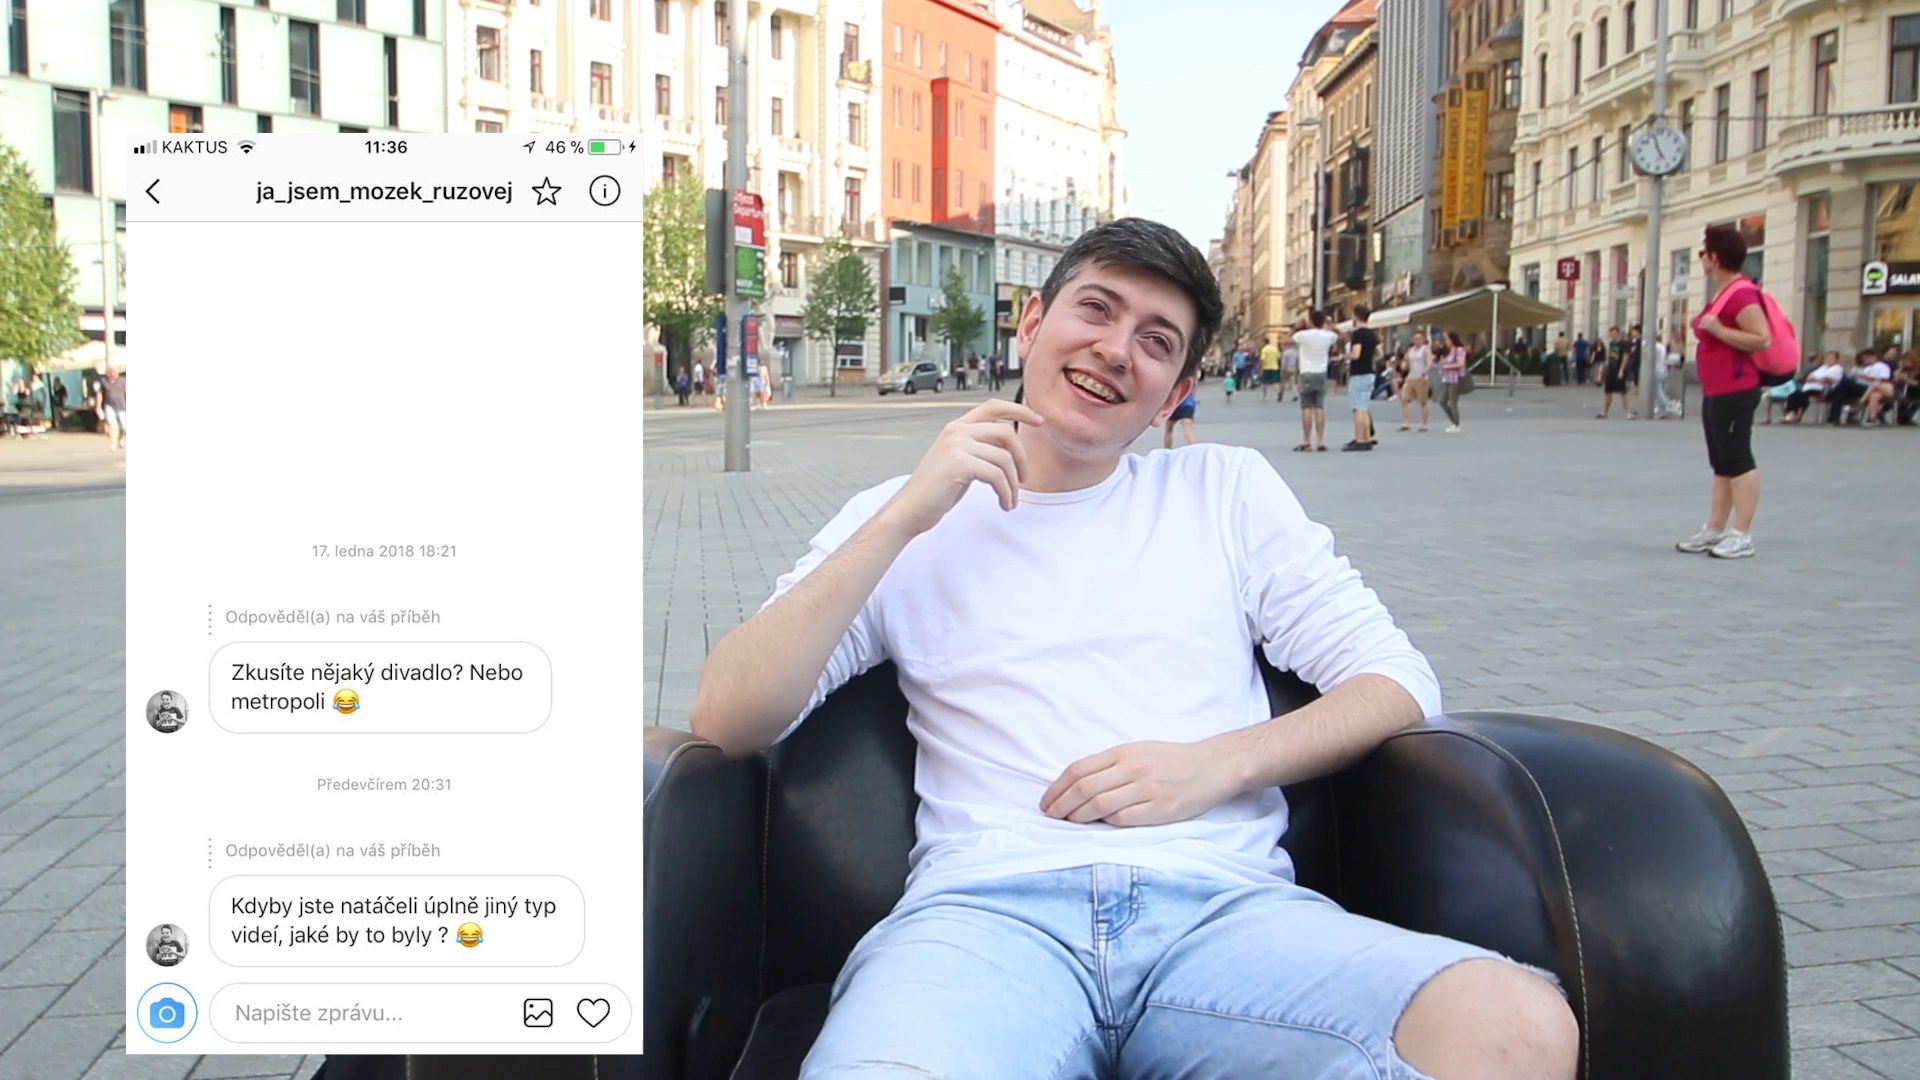 KAKTUS 11:36 46 %
ja_jsem_mozek_ruzovej
17. ledna 2018 18:21
Odpověděl(a) na váš příběh
Zkusíte nějaký divadlo? Nebo
metropoli 😂
Předevčírem 20:31
Odpověděl(a) na váš příběh
Kdyby jste natáčeli úplně jiný typ
videí, jaké by to byly ? 😂
Napište zprávu...
Odjezd
Departure
T